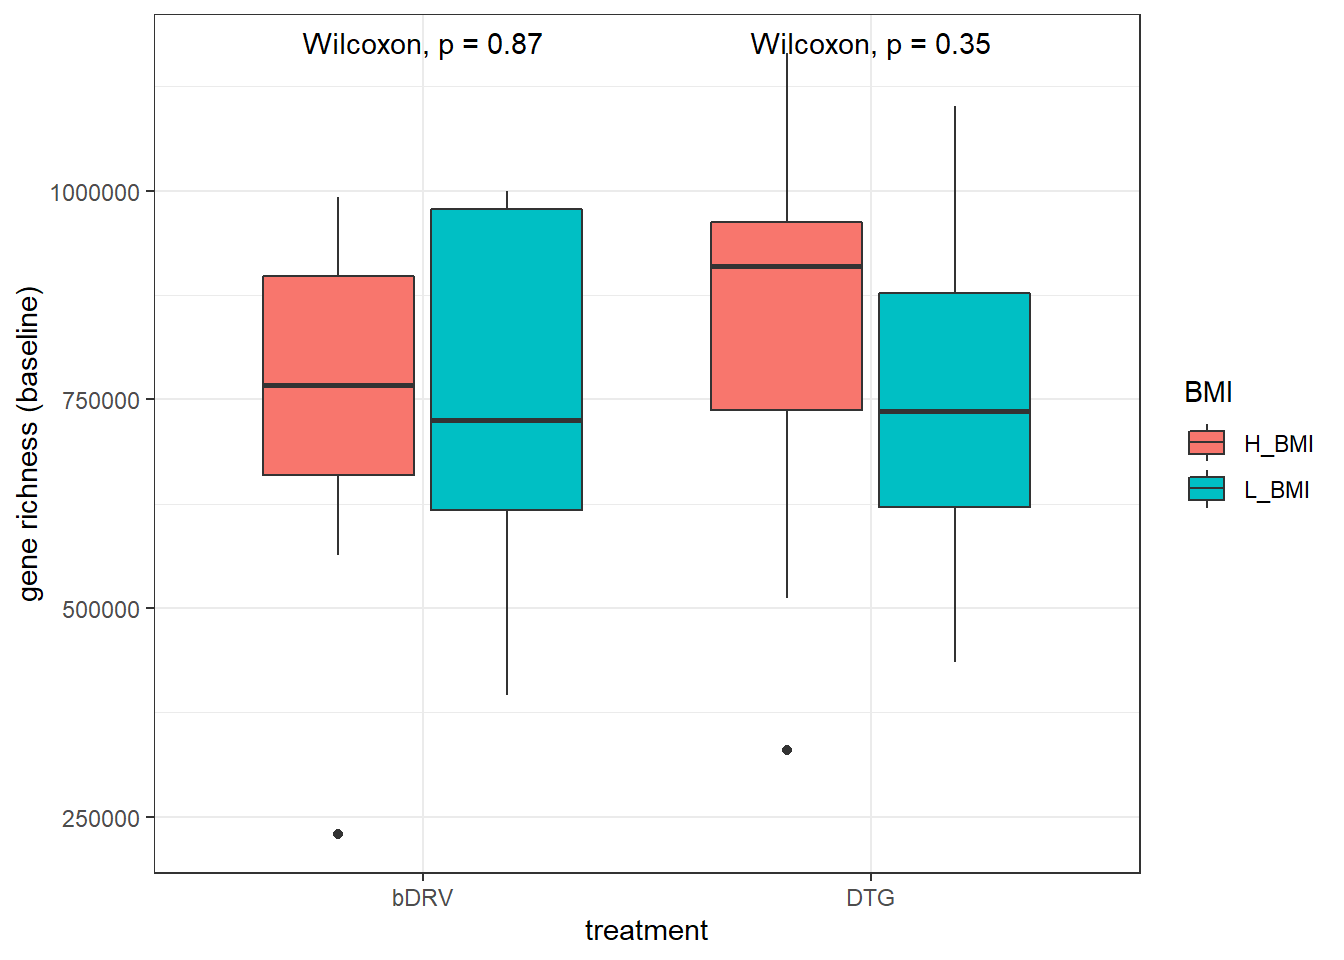 Wilcoxon, p = 0.87
Wilcoxon, p = 0.35
1000000
750000
500000
250000
gene richness (baseline)
bDRV
DTG
treatment
BMI
H_BMI
L_BMI